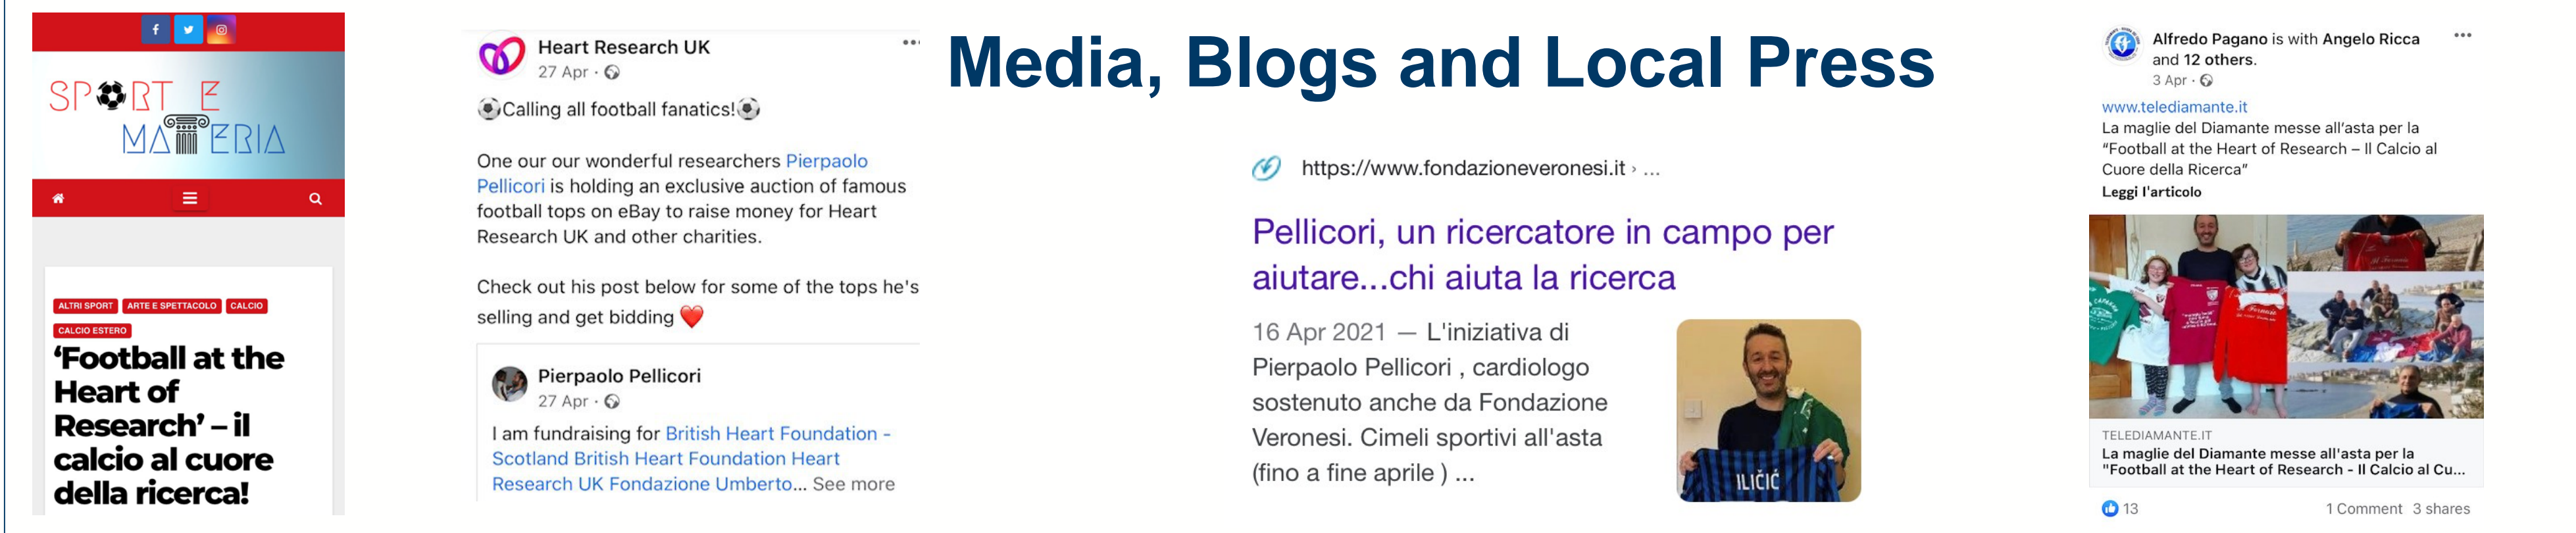 Media, Blogs and Local Press
SPORT E
MATERIA
ALTRI SPORT ARTE E SPETTACOLO CALCIO
CALCIO ESTERO
‘Football at the
Heart of
Research’ – il
calcio al cuore
della ricerca!
Heart Research UK
27 Apr ·
⚽Calling all football fanatics!⚽
One our our wonderful researchers Pierpaolo
Pellicori is holding an exclusive auction of famous
football tops on eBay to raise money for Heart
Research UK and other charities.
Check out his post below for some of the tops he's
selling and get bidding ❤️
Pierpaolo Pellicori
27 Apr ·
I am fundraising for British Heart Foundation -
Scotland British Heart Foundation Heart
Research UK Fondazione Umberto... See more
https://www.fondazioneveronesi.it › ...
Pellicori, un ricercatore in campo per
aiutare...chi aiuta la ricerca
16 Apr 2021 — L'iniziativa di
Pierpaolo Pellicori , cardiologo
sostenuto anche da Fondazione
Veronesi. Cimeli sportivi all'asta
(fino a fine aprile ) ...
ILIČIĆ
Alfredo Pagano is with Angelo Ricca
and 12 others.
3 Apr ·
www.telediamante.it
La maglie del Diamante messe all’asta per la
“Football at the Heart of Research – Il Calcio al
Cuore della Ricerca”
Leggi l'articolo
TELEDIAMANTE.IT
La maglie del Diamante messe all'asta per la
"Football at the Heart of Research - Il Calcio al Cu...
13
1 Comment 3 shares